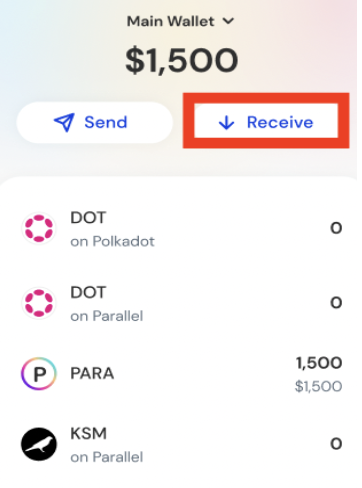 Main Wallet
$1,500
Send
Receive
DOT
0
on Polkadot
DOT
0
on Parallel
P
PARA
1,500
$1,500
KSM
0
on Parallel